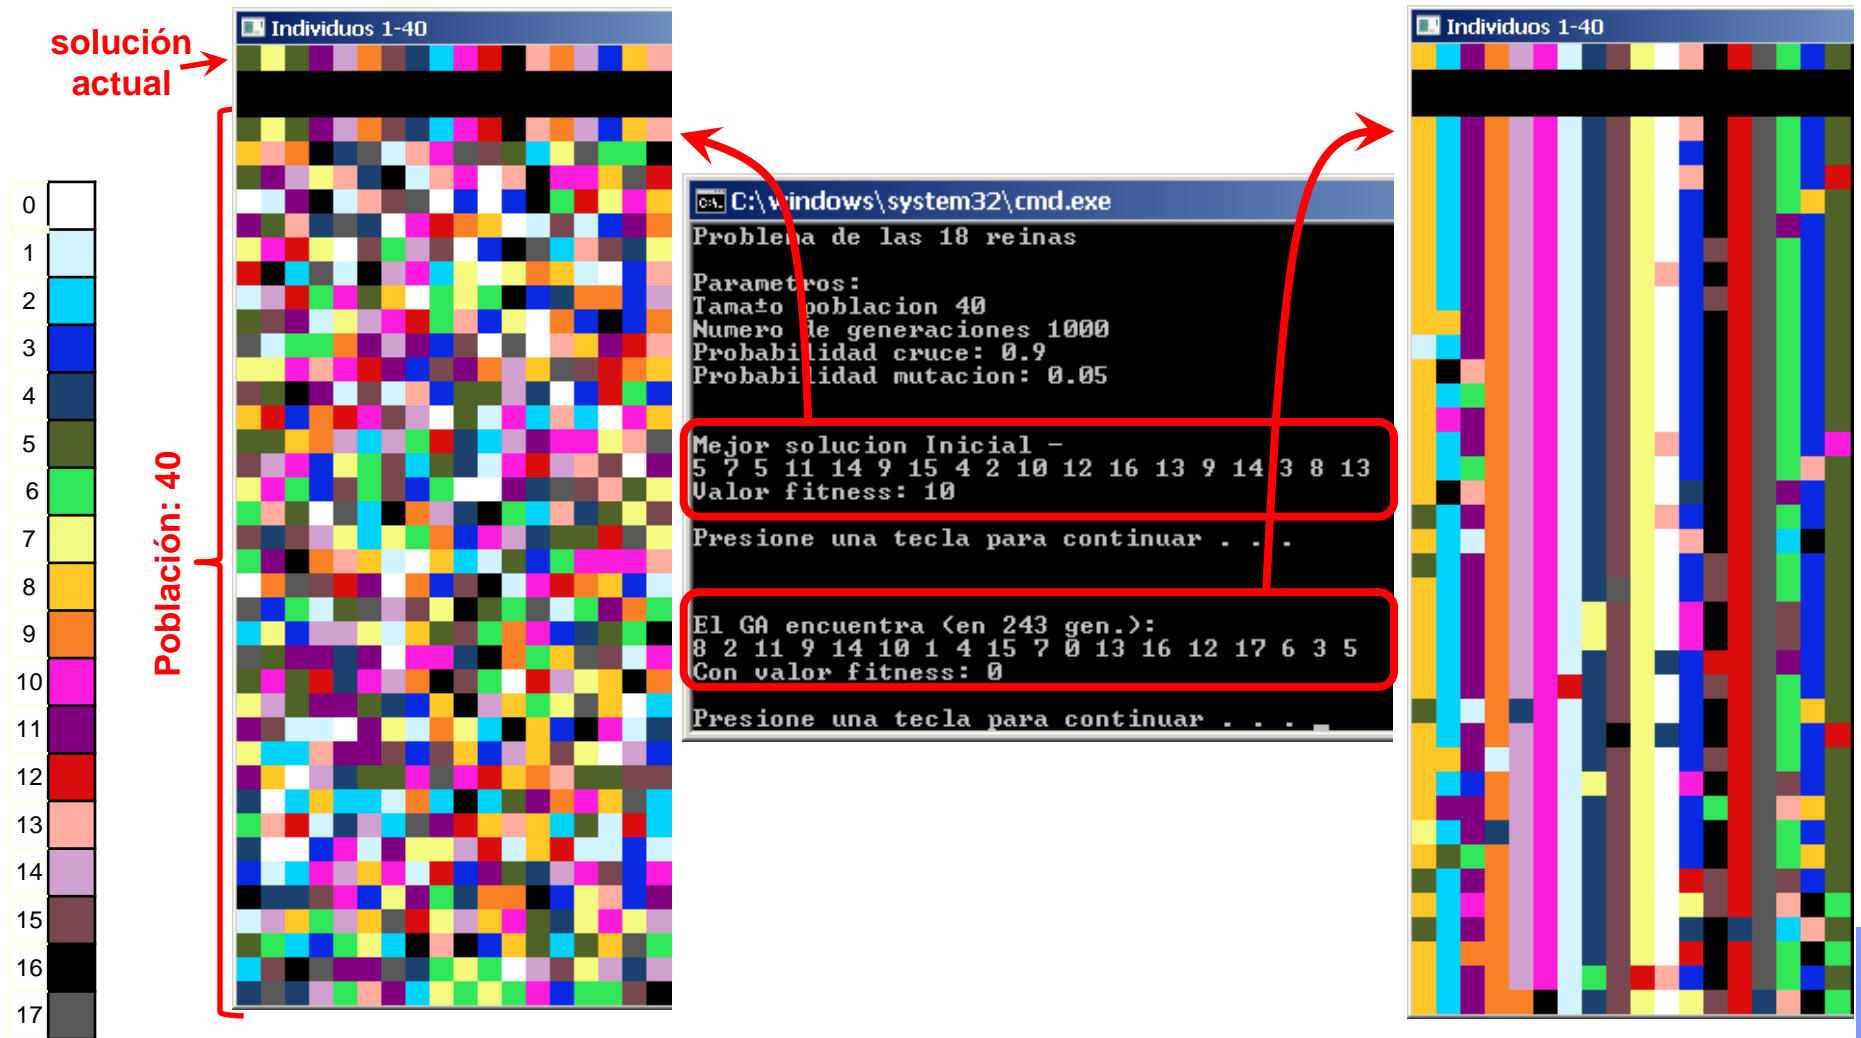 solución
actual
Individuos 1-40
Individuos 1-40
0
1
2
3
4
5
6
7
8
9
10
11
12
13
14
15
16
17
Población: 40
C:\windows\system32\cmd.exe
Problema de las 18 reinas
Parametros:
Tama±o poblacion 40
Numero de generaciones 1000
Probabilidad cruce: 0.9
Probabilidad mutacion: 0.05
Mejor solucion Inicial -
5 7 5 11 14 9 15 4 2 10 12 16 13 9 14 3 8 13
Valor fitness: 10
Presione una tecla para continuar . . .
El GA encuentra (en 243 gen.):
8 2 11 9 14 10 1 4 15 7 0 13 16 12 17 6 3 5
Con valor fitness: 0
Presione una tecla para continuar . . . _